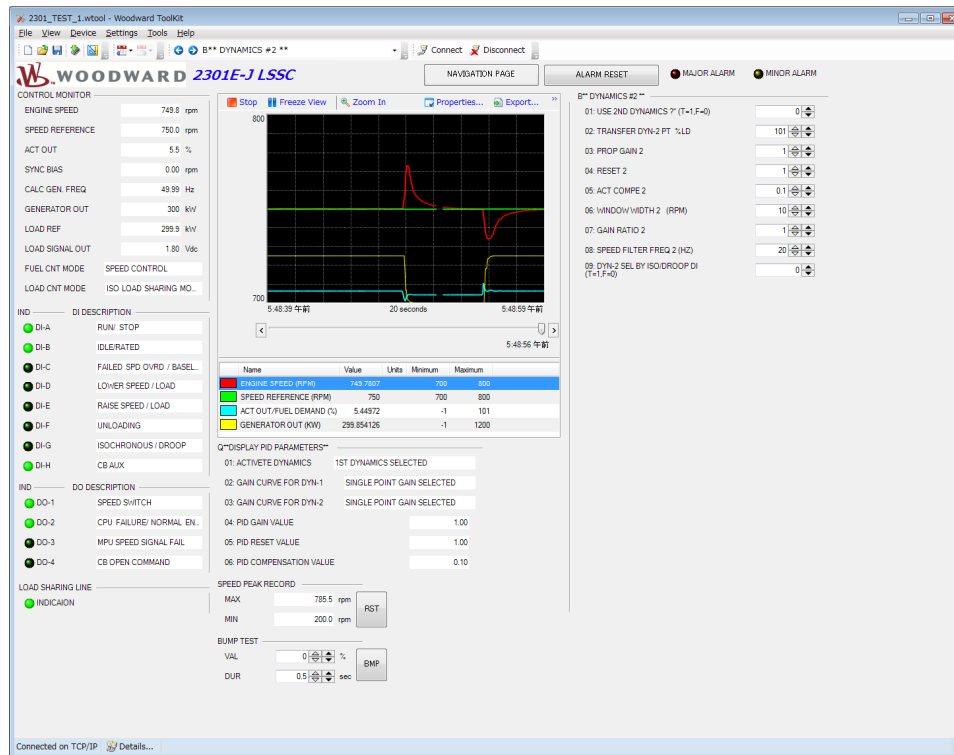 2301_TEST_1.wtool - Woodward ToolKit
File View Device Settings Tools Help
B** DYNAMICS #2 **
Connect Disconnect
WOODWARD 2301E-J LSSC
NAVIGATION PAGE
ALARM RESET
MAJOR ALARM
MINOR ALARM
CONTROL MONITOR
ENGINE SPEED 749.8 rpm
SPEED REFERENCE 750.0 rpm
ACT OUT 5.5 %
SYNC BIAS 0.00 rpm
CALC GEN. FREQ 49.99 Hz
GENERATOR OUT 300 kW
LOAD REF 299.9 kW
LOAD SIGNAL OUT 1.80 Vdc
FUEL CNT MODE SPEED CONTROL
LOAD CNT MODE ISO LOAD SHARING MO..
IND DI DESCRIPTION
DI-A RUN/ STOP
DI-B IDLE/RATED
DI-C FAILED SPD OVRD / BASEL..
DI-D LOWER SPEED / LOAD
DI-E RAISE SPEED / LOAD
DI-F UNLOADING
DI-G ISOCHRONOUS / DROOP
DI-H CB AUX
IND DO DESCRIPTION
DO-1 SPEED SWITCH
DO-2 CPU FAILURE/ NORMAL EN..
DO-3 MPU SPEED SIGNAL FAIL
DO-4 CB OPEN COMMAND
LOAD SHARING LINE
INDICAION
Stop Freeze View Zoom In Properties... Export... »
800
700
5:48:39 午前 20 seconds 5:48:59 午前
5:48:56 午前
Name Value Units Minimum Maximum
ENGINE SPEED (RPM) 749.7807 700 800
SPEED REFERENCE (RPM) 750 700 800
ACT OUT/FUEL DEMAND (%) 5.44972 -1 101
GENERATOR OUT (KW) 299.854126 -1 1200
Q**DISPLAY PID PARAMETERS**
01: ACTIVETE DYNAMICS 1ST DYNAMICS SELECTED
02: GAIN CURVE FOR DYN-1 SINGLE POINT GAIN SELECTED
03: GAIN CURVE FOR DYN-2 SINGLE POINT GAIN SELECTED
04: PID GAIN VALUE 1.00
05: PID RESET VALUE 1.00
06: PID COMPENSATION VALUE 0.10
SPEED PEAK RECORD
MAX 785.5 rpm
MIN 200.0 rpm
RST
BUMP TEST
VAL 0 %
DUR 0.5 sec
BMP
B** DYNAMICS #2 **
01: USE 2ND DYNAMICS ?" (T=1,F=0) 0
02: TRANSFER DYN-2 PT %LD 101
03: PROP GAIN 2 1
04: RESET 2 1
05: ACT COMPE 2 0.1
06: WINDOW WIDTH 2 (RPM) 10
07: GAIN RATIO 2 1
08: SPEED FILTER FREQ 2 (HZ) 20
09: DYN-2 SEL BY ISO/DROOP DI
(T=1,F=0) 0
Connected on TCP/IP Details...